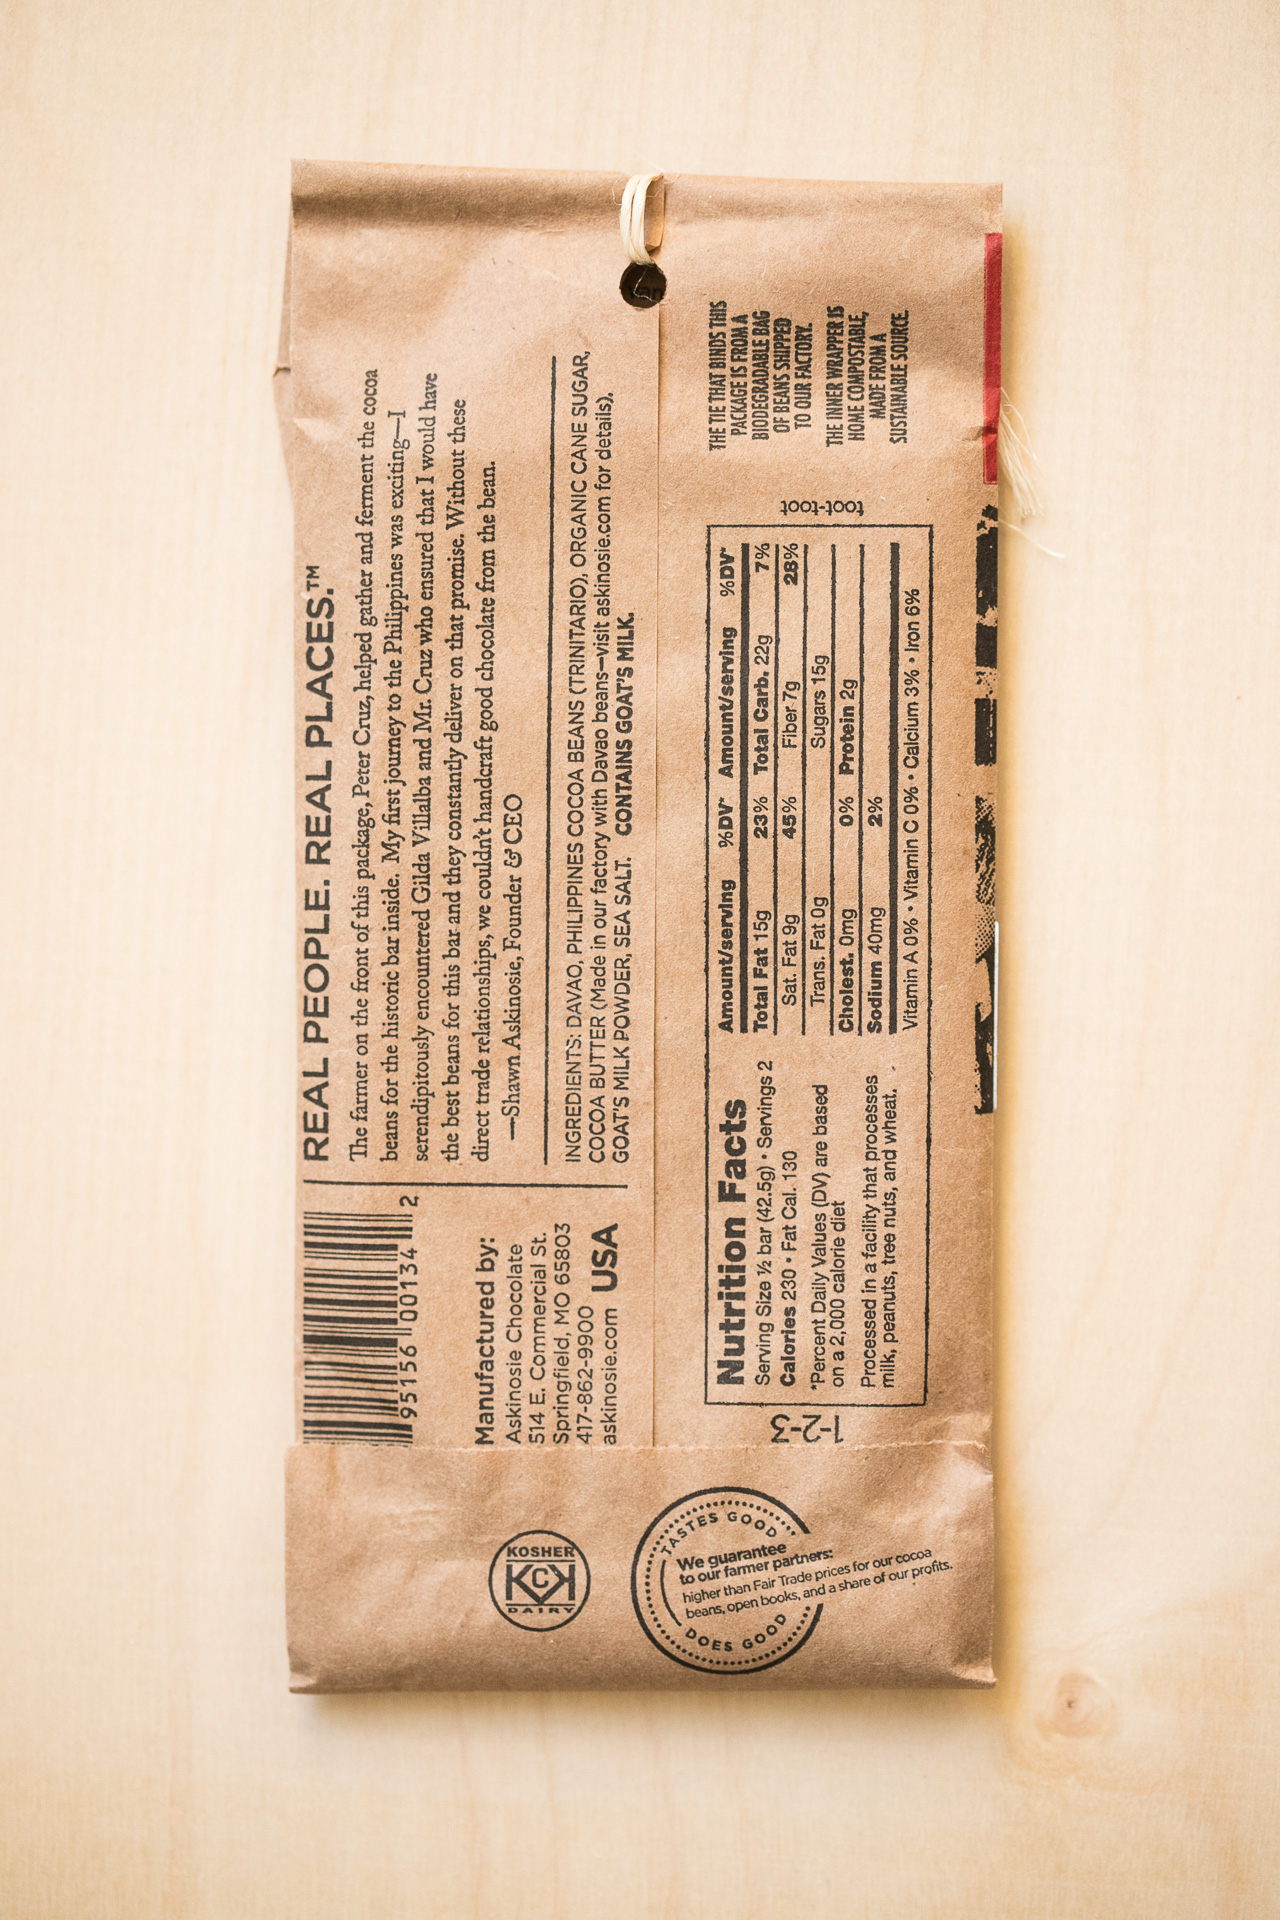 REAL PEOPLE. REAL PLACES.™
The farmer on the front of this package, Peter Cruz, helped gather and ferment the cocoa
beans for the historic bar inside. My first journey to the Philippines was exciting—I
serendipitously encountered Gilda Villalba and Mr. Cruz who ensured that I would have
the best beans for this bar and they constantly deliver on that promise. Without these
direct trade relationships, we couldn't handcraft good chocolate from the bean.
—Shawn Askinosie, Founder & CEO
INGREDIENTS: DAVAO, PHILIPPINES COCOA BEANS (TRINITARIO), ORGANIC CANE SUGAR,
COCOA BUTTER (Made in our factory with Davao beans—visit askinosie.com for details),
GOAT'S MILK POWDER, SEA SALT. CONTAINS GOAT'S MILK.
95156 00134 2
Manufactured by:
Askinosie Chocolate
514 E. Commercial St.
Springfield, MO 65803
417-862-9900
askinosie.com USA
THE TIE THAT BINDS THIS
PACKAGE IS FROM A
BIODEGRADABLE BAG
OF BEANS SHIPPED
TO OUR FACTORY.
THE INNER WRAPPER IS
HOME COMPOSTABLE,
MADE FROM A
SUSTAINABLE SOURCE.
toot-toot
Nutrition Facts
Serving Size ½ bar (42.5g) • Servings 2
Calories 230 • Fat Cal. 130
*Percent Daily Values (DV) are based
on a 2,000 calorie diet
Processed in a facility that processes
milk, peanuts, tree nuts, and wheat.
Amount/serving %DV* Amount/serving %DV*
Total Fat 15g 23% Total Carb. 22g 7%
Sat. Fat 9g 45% Fiber 7g 28%
Trans. Fat 0g Sugars 15g
Cholest. 0mg 0% Protein 2g
Sodium 40mg 2%
Vitamin A 0% • Vitamin C 0% • Calcium 3% • Iron 6%
1-2-3
KOSHER
KCK
DAIRY
TASTES GOOD
We guarantee
to our farmer partners:
higher than Fair Trade prices for our cocoa
beans, open books, and a share of our profits.
DOES GOOD